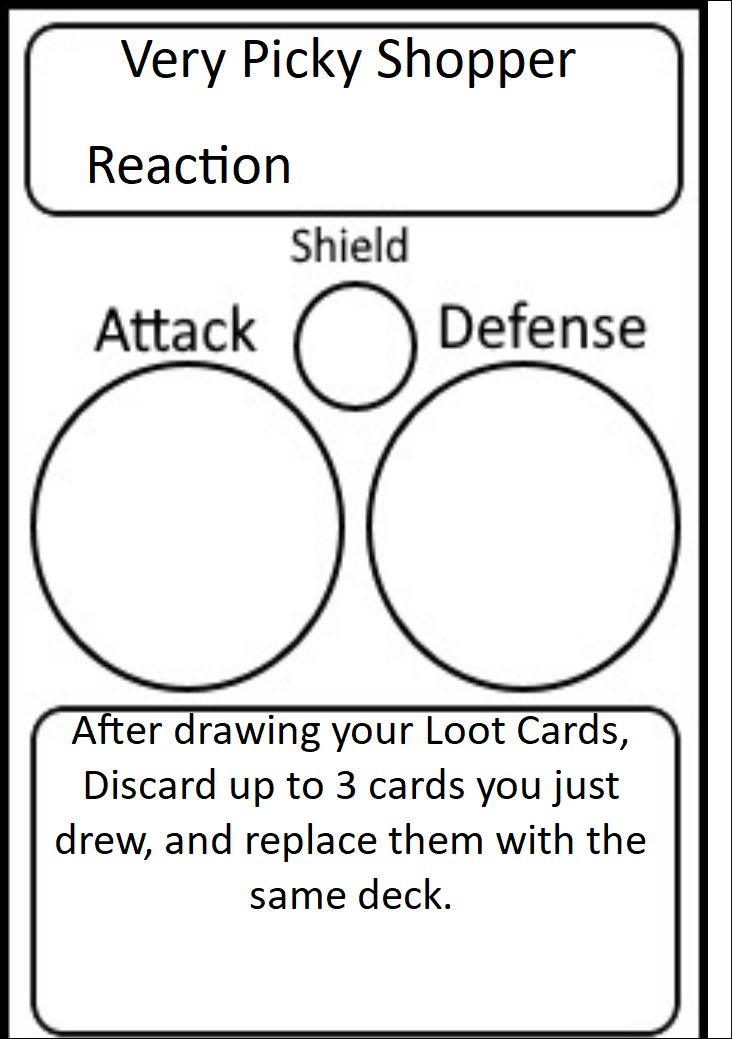 Very Picky Shopper
Reaction
Shield
Attack
Defense
After drawing your Loot Cards,
Discard up to 3 cards you just
drew, and replace them with the
same deck.